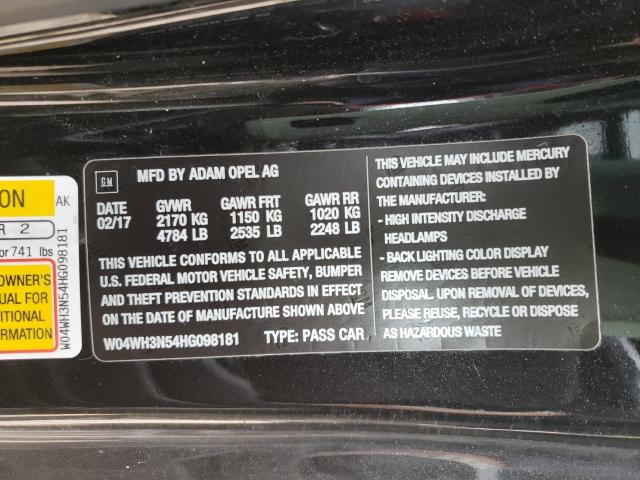 ON
AK
R 2
or 741 lbs
OWNER'S
UAL FOR
ITIONAL
RMATION
W04WH3N54HG098181
GM
MFD BY ADAM OPEL AG
DATE GVWR GAWR FRT GAWR RR
02/17 2170 KG 1150 KG 1020 KG
4784 LB 2535 LB 2248 LB
THIS VEHICLE CONFORMS TO ALL APPLICABLE
U.S. FEDERAL MOTOR VEHICLE SAFETY, BUMPER
AND THEFT PREVENTION STANDARDS IN EFFECT
ON THE DATE OF MANUFACTURE SHOWN ABOVE
W04WH3N54HG098181 TYPE: PASS CAR
THIS VEHICLE MAY INCLUDE MERCURY
CONTAINING DEVICES INSTALLED BY
THE MANUFACTURER:
- HIGH INTENSITY DISCHARGE
HEADLAMPS
- BACK LIGHTING COLOR DISPLAY
REMOVE DEVICES BEFORE VEHICLE
DISPOSAL. UPON REMOVAL OF DEVICES,
PLEASE REUSE, RECYCLE OR DISPOSE
AS HAZARDOUS WASTE